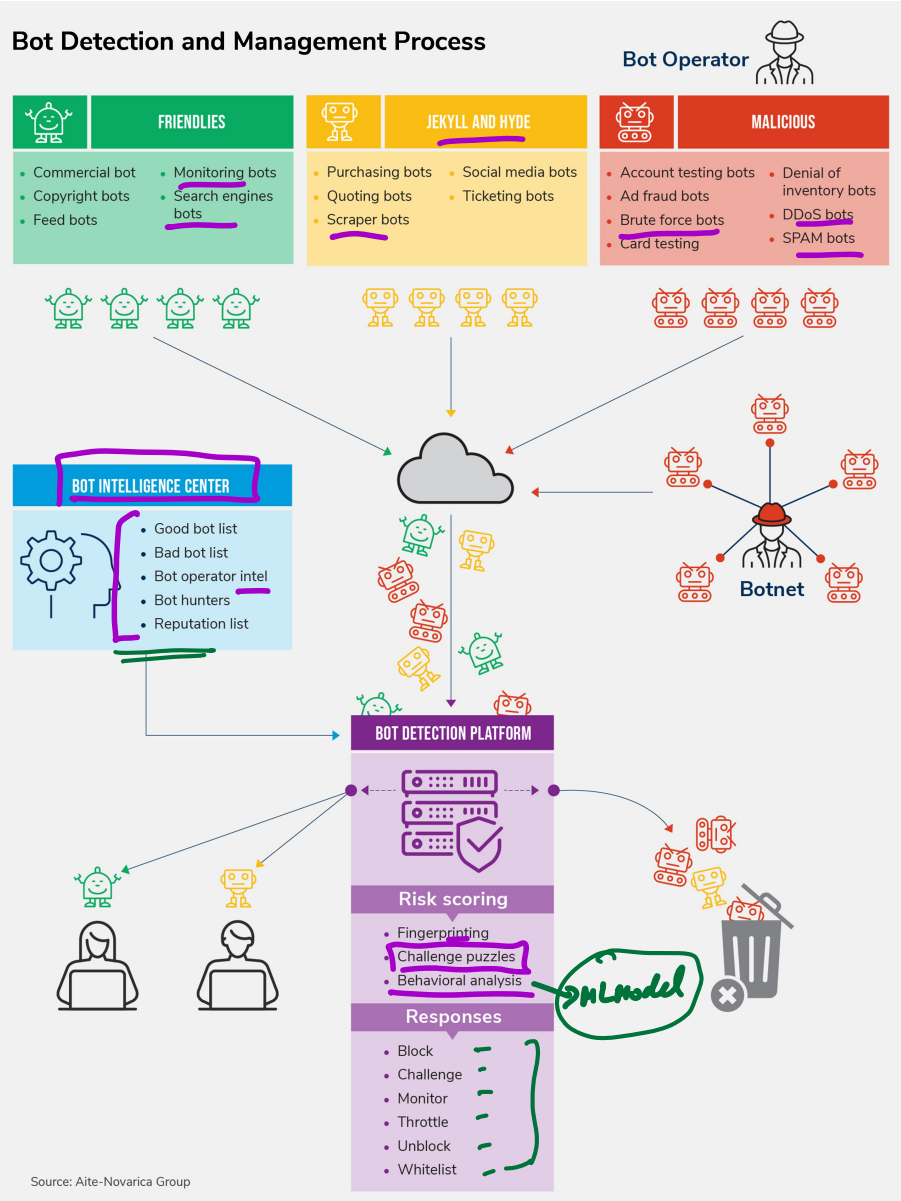 Bot Detection and Management Process
Bot Operator
FRIENDLIES
Commercial bot
Copyright bots
Feed bots
Monitoring bots
Search engines
bots
JEKYLL AND HYDE
Purchasing bots
Quoting bots
Scraper bots
Social media bots
Ticketing bots
MALICIOUS
Account testing bots
Ad fraud bots
Brute force bots
Card testing
Denial of
inventory bots
DDoS bots
SPAM bots
BOT INTELLIGENCE CENTER
Good bot list
Bad bot list
Bot operator intel
Bot hunters
Reputation list
Botnet
BOT DETECTION PLATFORM
Risk scoring
Fingerprinting
Challenge puzzles
Behavioral analysis
ML Model
Responses
Block
Challenge
Monitor
Throttle
Unblock
Whitelist
Source: Aite-Novarica Group